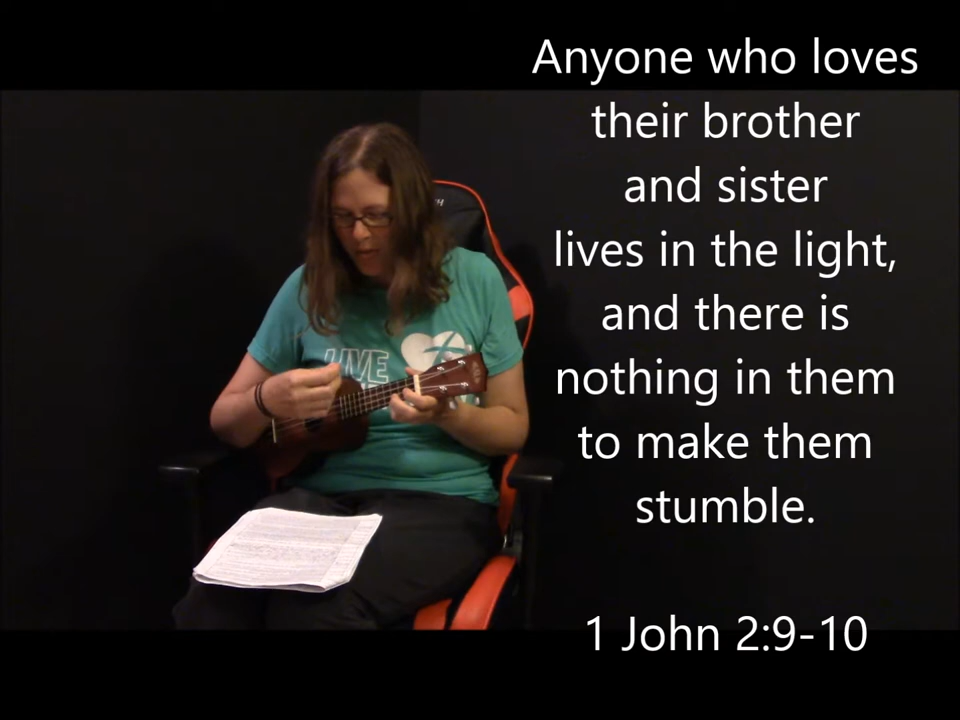 Anyone who loves
their brother
and sister
lives in the light,
and there is
nothing in them
to make them
stumble.
1 John 2:9-10
LIVE